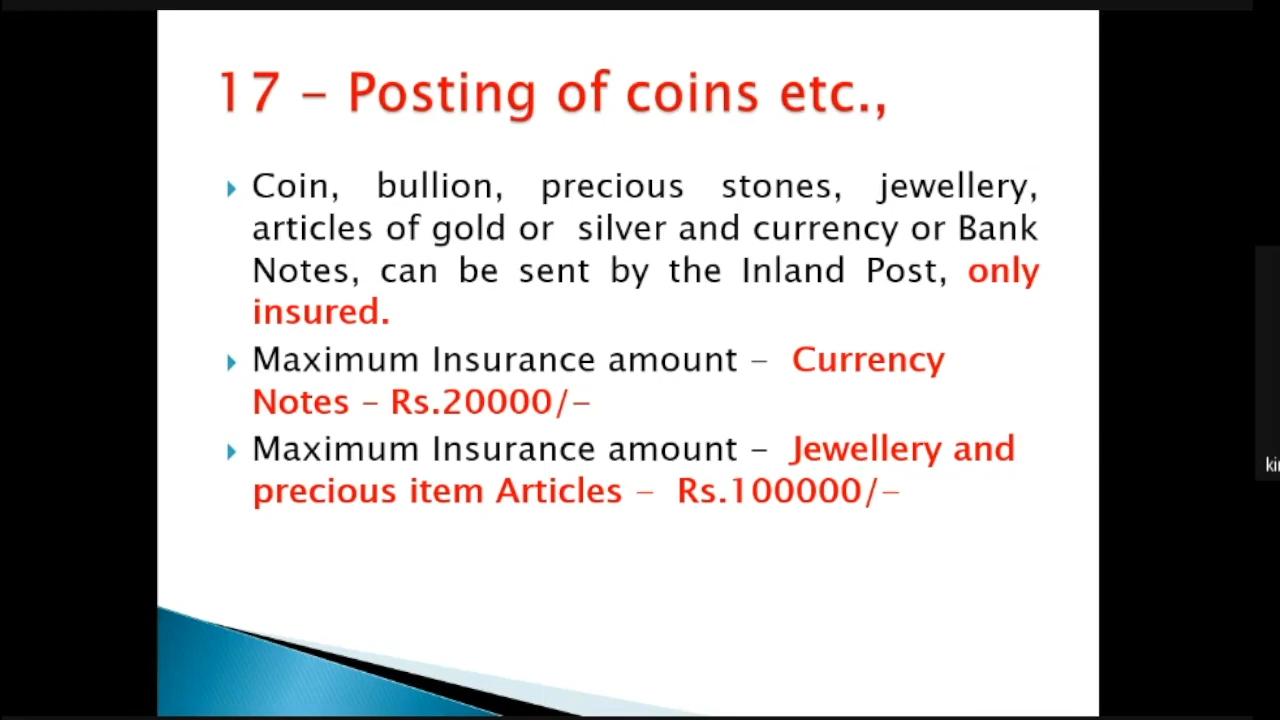 17 – Posting of coins etc.,
Coin, bullion, precious stones, jewellery,
articles of gold or silver and currency or Bank
Notes, can be sent by the Inland Post, only
insured.
Maximum Insurance amount – Currency
Notes – Rs.20000/–
Maximum Insurance amount – Jewellery and
precious item Articles – Rs.100000/–